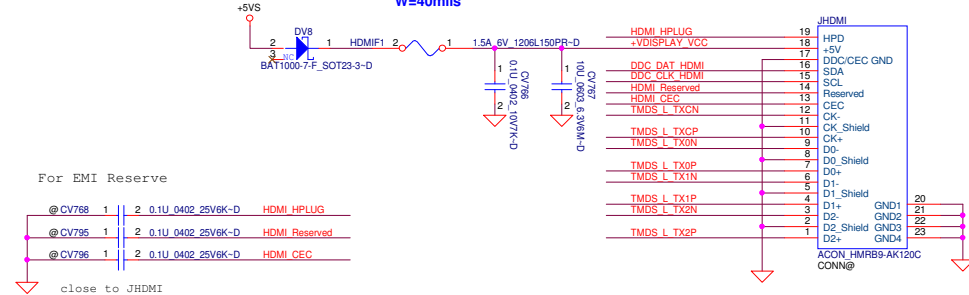 W=40mils
+5VS
DV8
2 1 HDMIF1 2 1 1.5A_6V_1206L150PR~D
3 NC
BAT1000-7-F_SOT23-3~D
1 2 CV766 0.1U_0402_10V7K~D
1 2 CV767 10U_0603_6.3V6M~D
JHDMI
HDMI_HPLUG 19 HPD
+VDISPLAY_VCC 18 +5V
17 DDC/CEC GND
DDC_DAT_HDMI 16 SDA
DDC_CLK_HDMI 15 SCL
HDMI_Reserved 14 Reserved
HDMI_CEC 13 CEC
TMDS_L_TXCN 12 CK-
11 CK_Shield
TMDS_L_TXCP 10 CK+
TMDS_L_TX0N 9 D0-
8 D0_Shield
TMDS_L_TX0P 7 D0+
TMDS_L_TX1N 6 D1-
5 D1_Shield
TMDS_L_TX1P 4 D1+ GND1 20
TMDS_L_TX2N 3 D2- GND2 21
2 D2_Shield GND3 22
TMDS_L_TX2P 1 D2+ GND4 23
ACON_HMRB9-AK120C
CONN@
For EMI Reserve
@ CV768 1 2 0.1U_0402_25V6K~D HDMI_HPLUG
@ CV795 1 2 0.1U_0402_25V6K~D HDMI_Reserved
@ CV796 1 2 0.1U_0402_25V6K~D HDMI_CEC
close to JHDMI